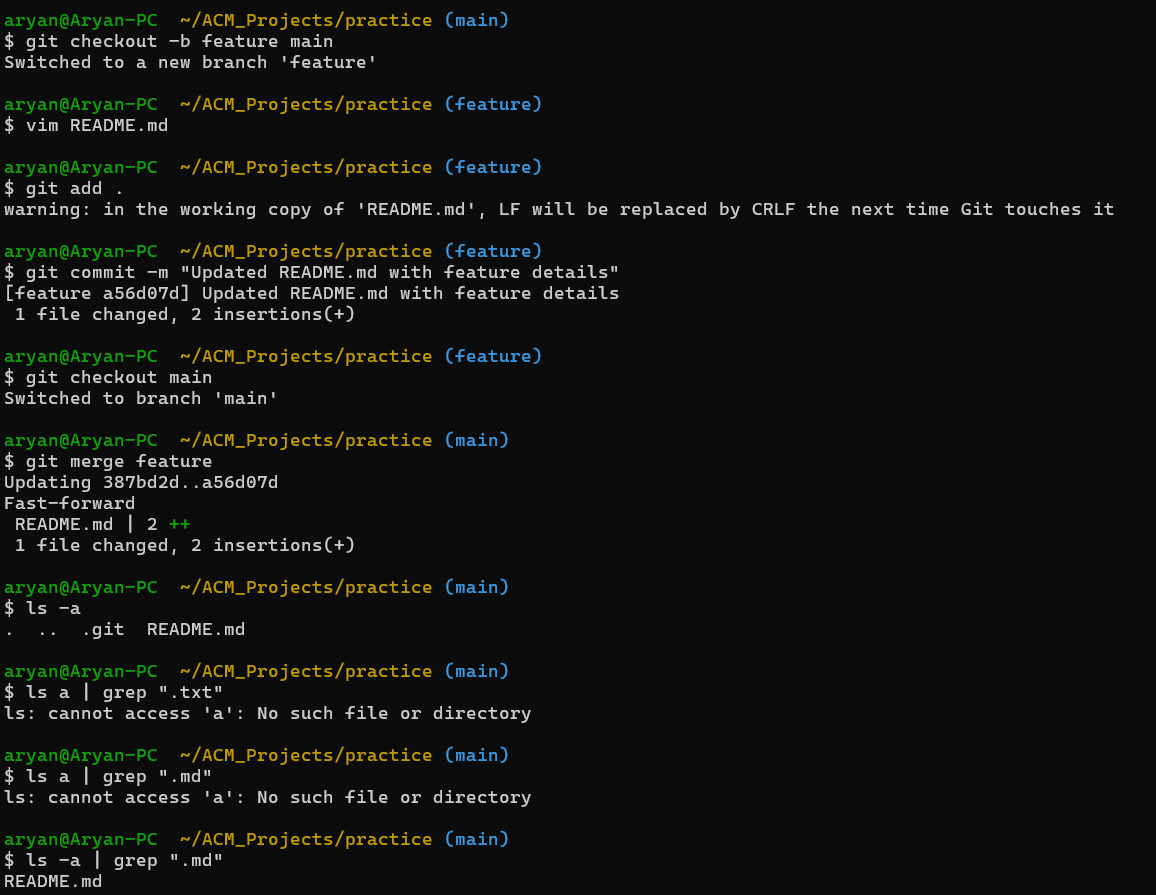 aryan@Aryan-PC  ~/ACM_Projects/practice (main)
$ git checkout -b feature main
Switched to a new branch 'feature'

aryan@Aryan-PC  ~/ACM_Projects/practice (feature)
$ vim README.md

aryan@Aryan-PC  ~/ACM_Projects/practice (feature)
$ git add .
warning: in the working copy of 'README.md', LF will be replaced by CRLF the next time Git touches it

aryan@Aryan-PC  ~/ACM_Projects/practice (feature)
$ git commit -m "Updated README.md with feature details"
[feature a56d07d] Updated README.md with feature details
 1 file changed, 2 insertions(+)

aryan@Aryan-PC  ~/ACM_Projects/practice (feature)
$ git checkout main
Switched to branch 'main'

aryan@Aryan-PC  ~/ACM_Projects/practice (main)
$ git merge feature
Updating 387bd2d..a56d07d
Fast-forward
 README.md | 2 ++
 1 file changed, 2 insertions(+)

aryan@Aryan-PC  ~/ACM_Projects/practice (main)
$ ls -a
.  ..  .git  README.md

aryan@Aryan-PC  ~/ACM_Projects/practice (main)
$ ls a | grep ".txt"
ls: cannot access 'a': No such file or directory

aryan@Aryan-PC  ~/ACM_Projects/practice (main)
$ ls a | grep ".md"
ls: cannot access 'a': No such file or directory

aryan@Aryan-PC  ~/ACM_Projects/practice (main)
$ ls -a | grep ".md"
README.md